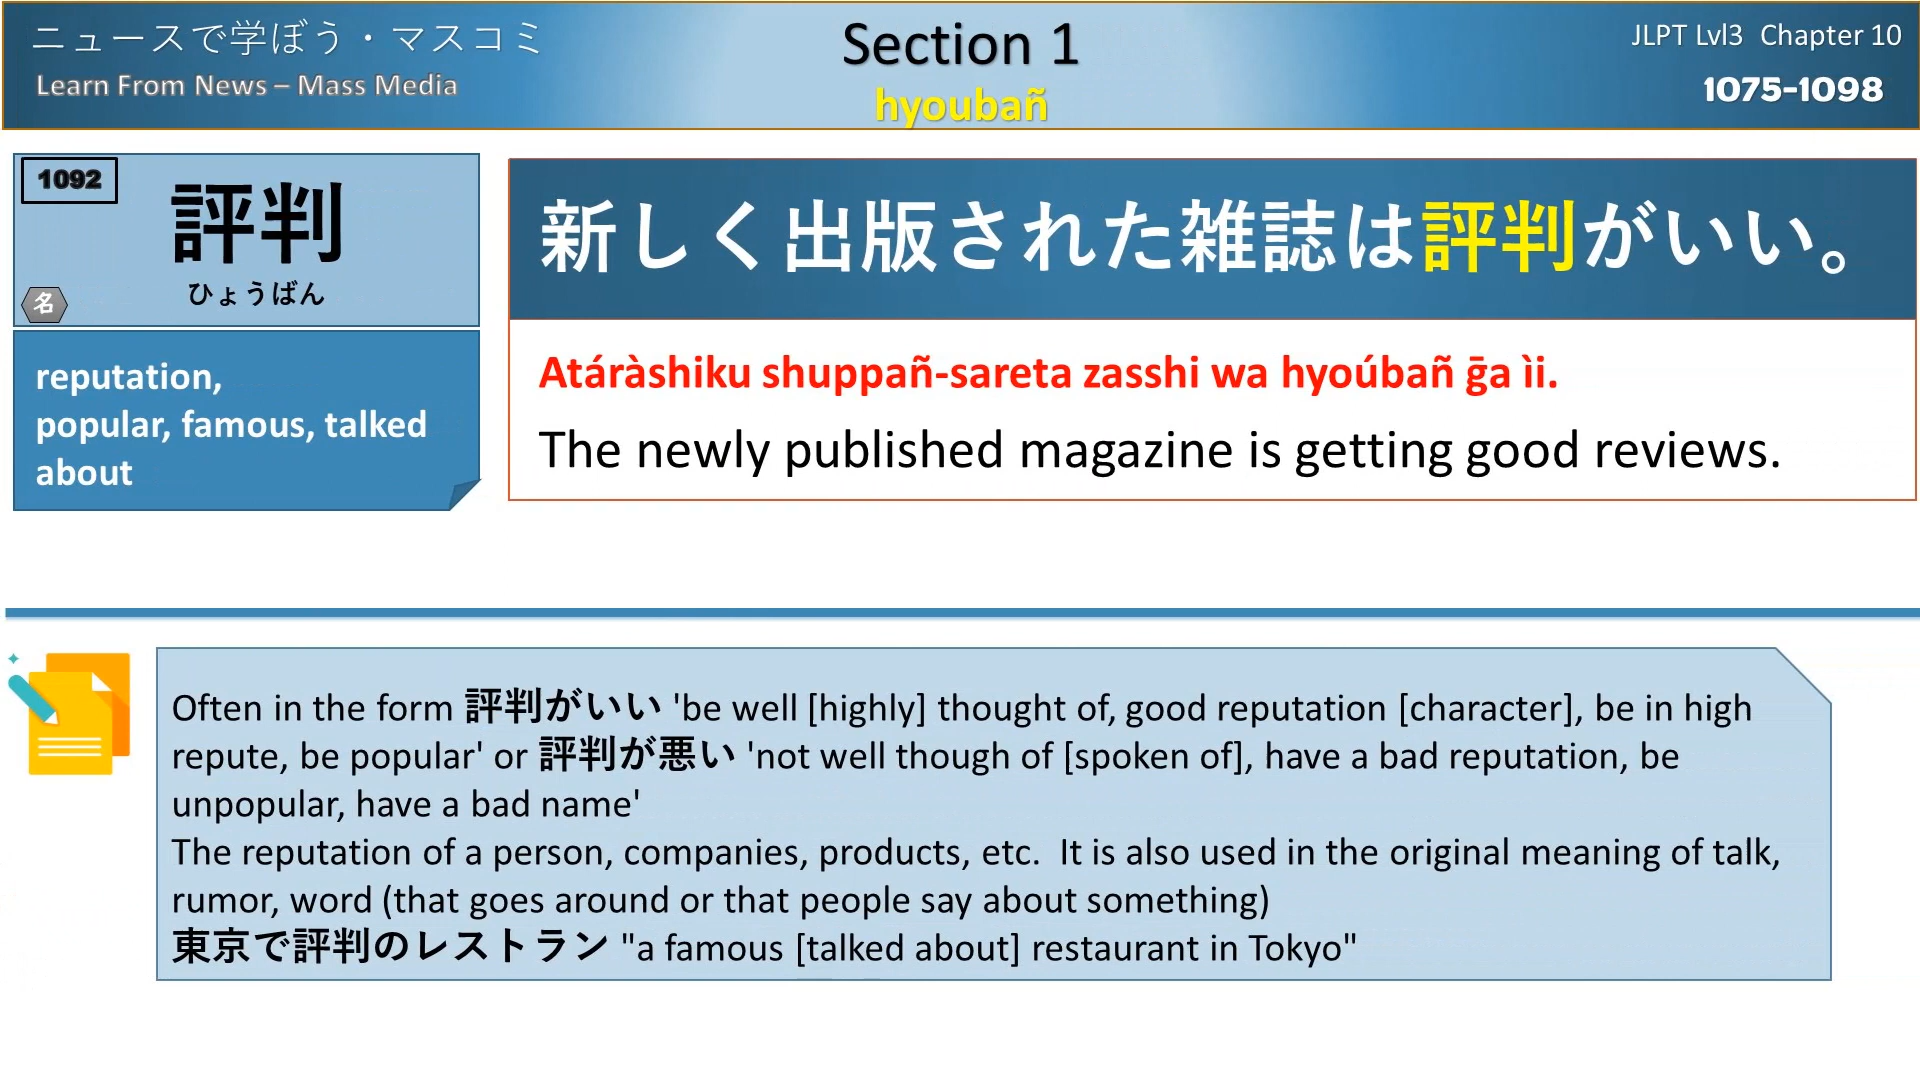 ニュースで学ぼう・マスコミ
Learn From News – Mass Media
Section 1
hyoubañ
JLPT Lvl3  Chapter 10
1075-1098
1092
評判
ひょうばん
名
reputation,
popular, famous, talked
about
新しく出版された雑誌は評判がいい。
Atáràshiku shuppañ-sareta zasshi wa hyoúbañ ḡa ìi.
The newly published magazine is getting good reviews.
Often in the form 評判がいい 'be well [highly] thought of, good reputation [character], be in high
repute, be popular' or 評判が悪い 'not well though of [spoken of], have a bad reputation, be
unpopular, have a bad name'
The reputation of a person, companies, products, etc.  It is also used in the original meaning of talk,
rumor, word (that goes around or that people say about something)
東京で評判のレストラン "a famous [talked about] restaurant in Tokyo"